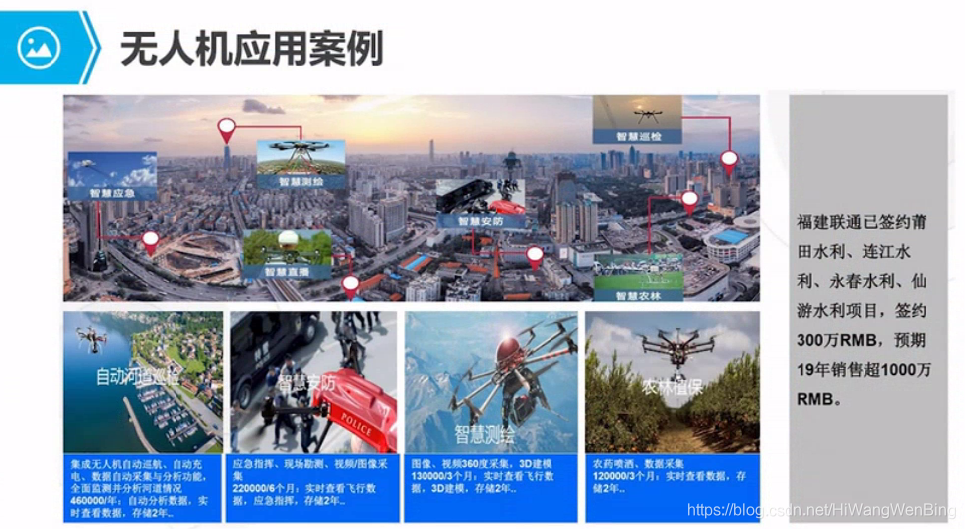 无人机应用案例
智慧巡检
智慧测绘
智慧应急
智慧安防
智慧直播
智慧农林
福建联通已签约莆
田水利、连江水
利、永春水利、仙
游水利项目，签约
300万RMB，预期
19年销售超1000万
RMB。
自动河道巡检
智慧安防
POLICE
智慧测绘
农林植保
集成无人机自动巡航、自动充
电、数据自动采集与分析功能，
全面监测并分析河道情况
460000/年：自动分析数据，实
时查看数据，存储2年..
应急指挥、现场勘测、视频/图像采
集
220000/6个月：实时查看飞行数
据，应急指挥，存储2年..
图像、视频360度采集，3D建模
130000/3个月：实时查看飞行数
据，3D建模，存储2年..
农药喷洒、数据采集
120000/3个月：实时查看数据，存
储2年..
https://blog.csdn.net/HiWangWenBing